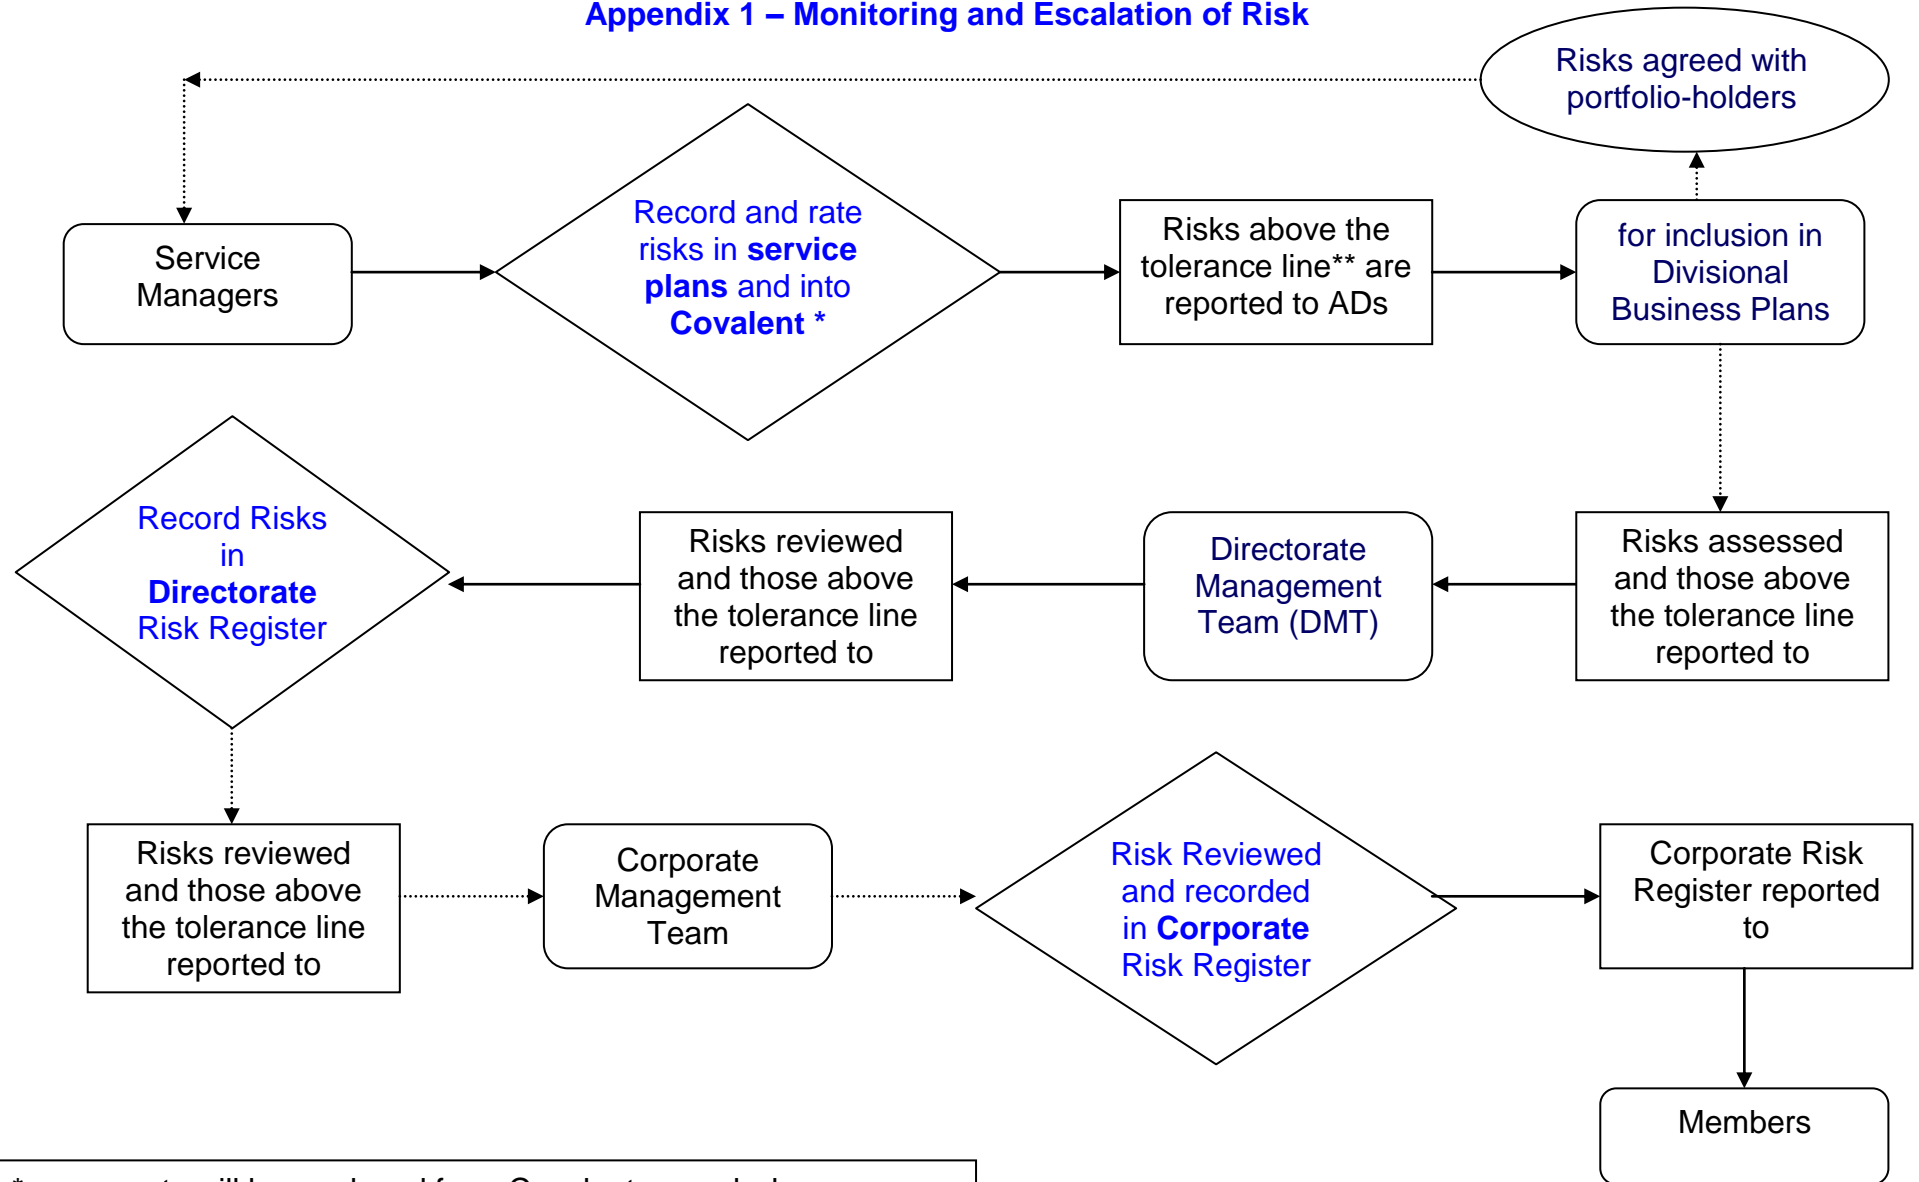 Appendix 1 – Monitoring and Escalation of Risk
Risks agreed with
portfolio-holders
Service
Managers
Record and rate
risks in service
plans and into
Covalent *
Risks above the
tolerance line** are
reported to ADs
for inclusion in
Divisional
Business Plans
Record Risks
in
Directorate
Risk Register
Risks reviewed
and those above
the tolerance line
reported to
Directorate
Management
Team (DMT)
Risks assessed
and those above
the tolerance line
reported to
Risks reviewed
and those above
the tolerance line
reported to
Corporate
Management
Team
Risk Reviewed
and recorded
in Corporate
Risk Register
Corporate Risk
Register reported
to
Members